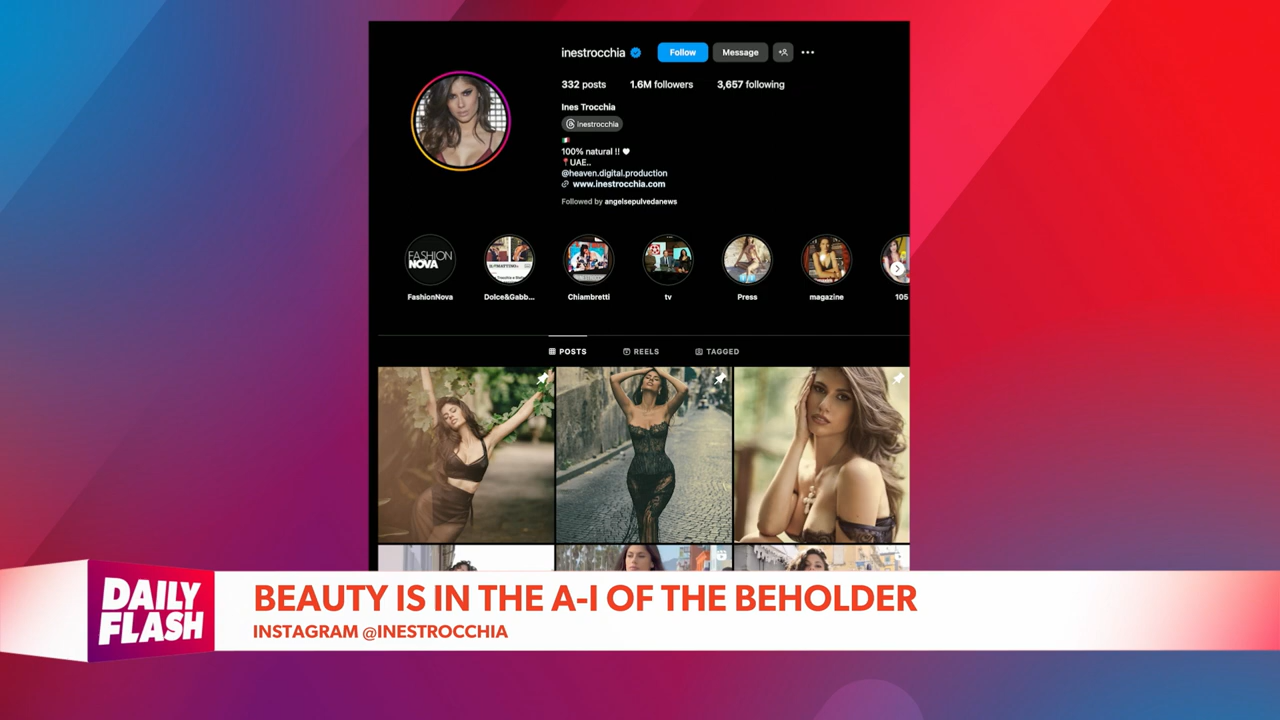 inestrocchia
Follow
Message
332 posts 1.6M followers 3,657 following
Ines Trocchia
inestrocchia
100% natural !!
UAE..
@heaven.digital.production
www.inestrocchia.com
Followed by angelsepulvedanews
FASHION
NOVA
FashionNova Dolce&Gabb... Chiambretti tv Press magazine 105
POSTS REELS TAGGED
DAILY
FLASH
BEAUTY IS IN THE A-I OF THE BEHOLDER
INSTAGRAM @INESTROCCHIA